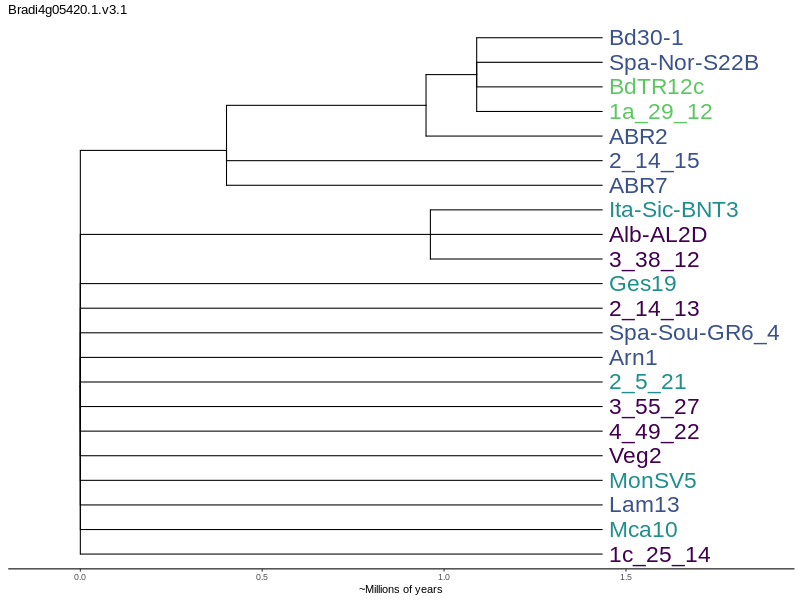 Bradi4g05420.1.v3.1
Bd30-1
Spa-Nor-S22B
BdTR12c
1a_29_12
ABR2
2_14_15
ABR7
Ita-Sic-BNT3
Alb-AL2D
3_38_12
Ges19
2_14_13
Spa-Sou-GR6_4
Arn1
2_5_21
3_55_27
4_49_22
Veg2
MonSV5
Lam13
Mca10
1c_25_14
0.0 0.5 1.0 1.5
~Millions of years